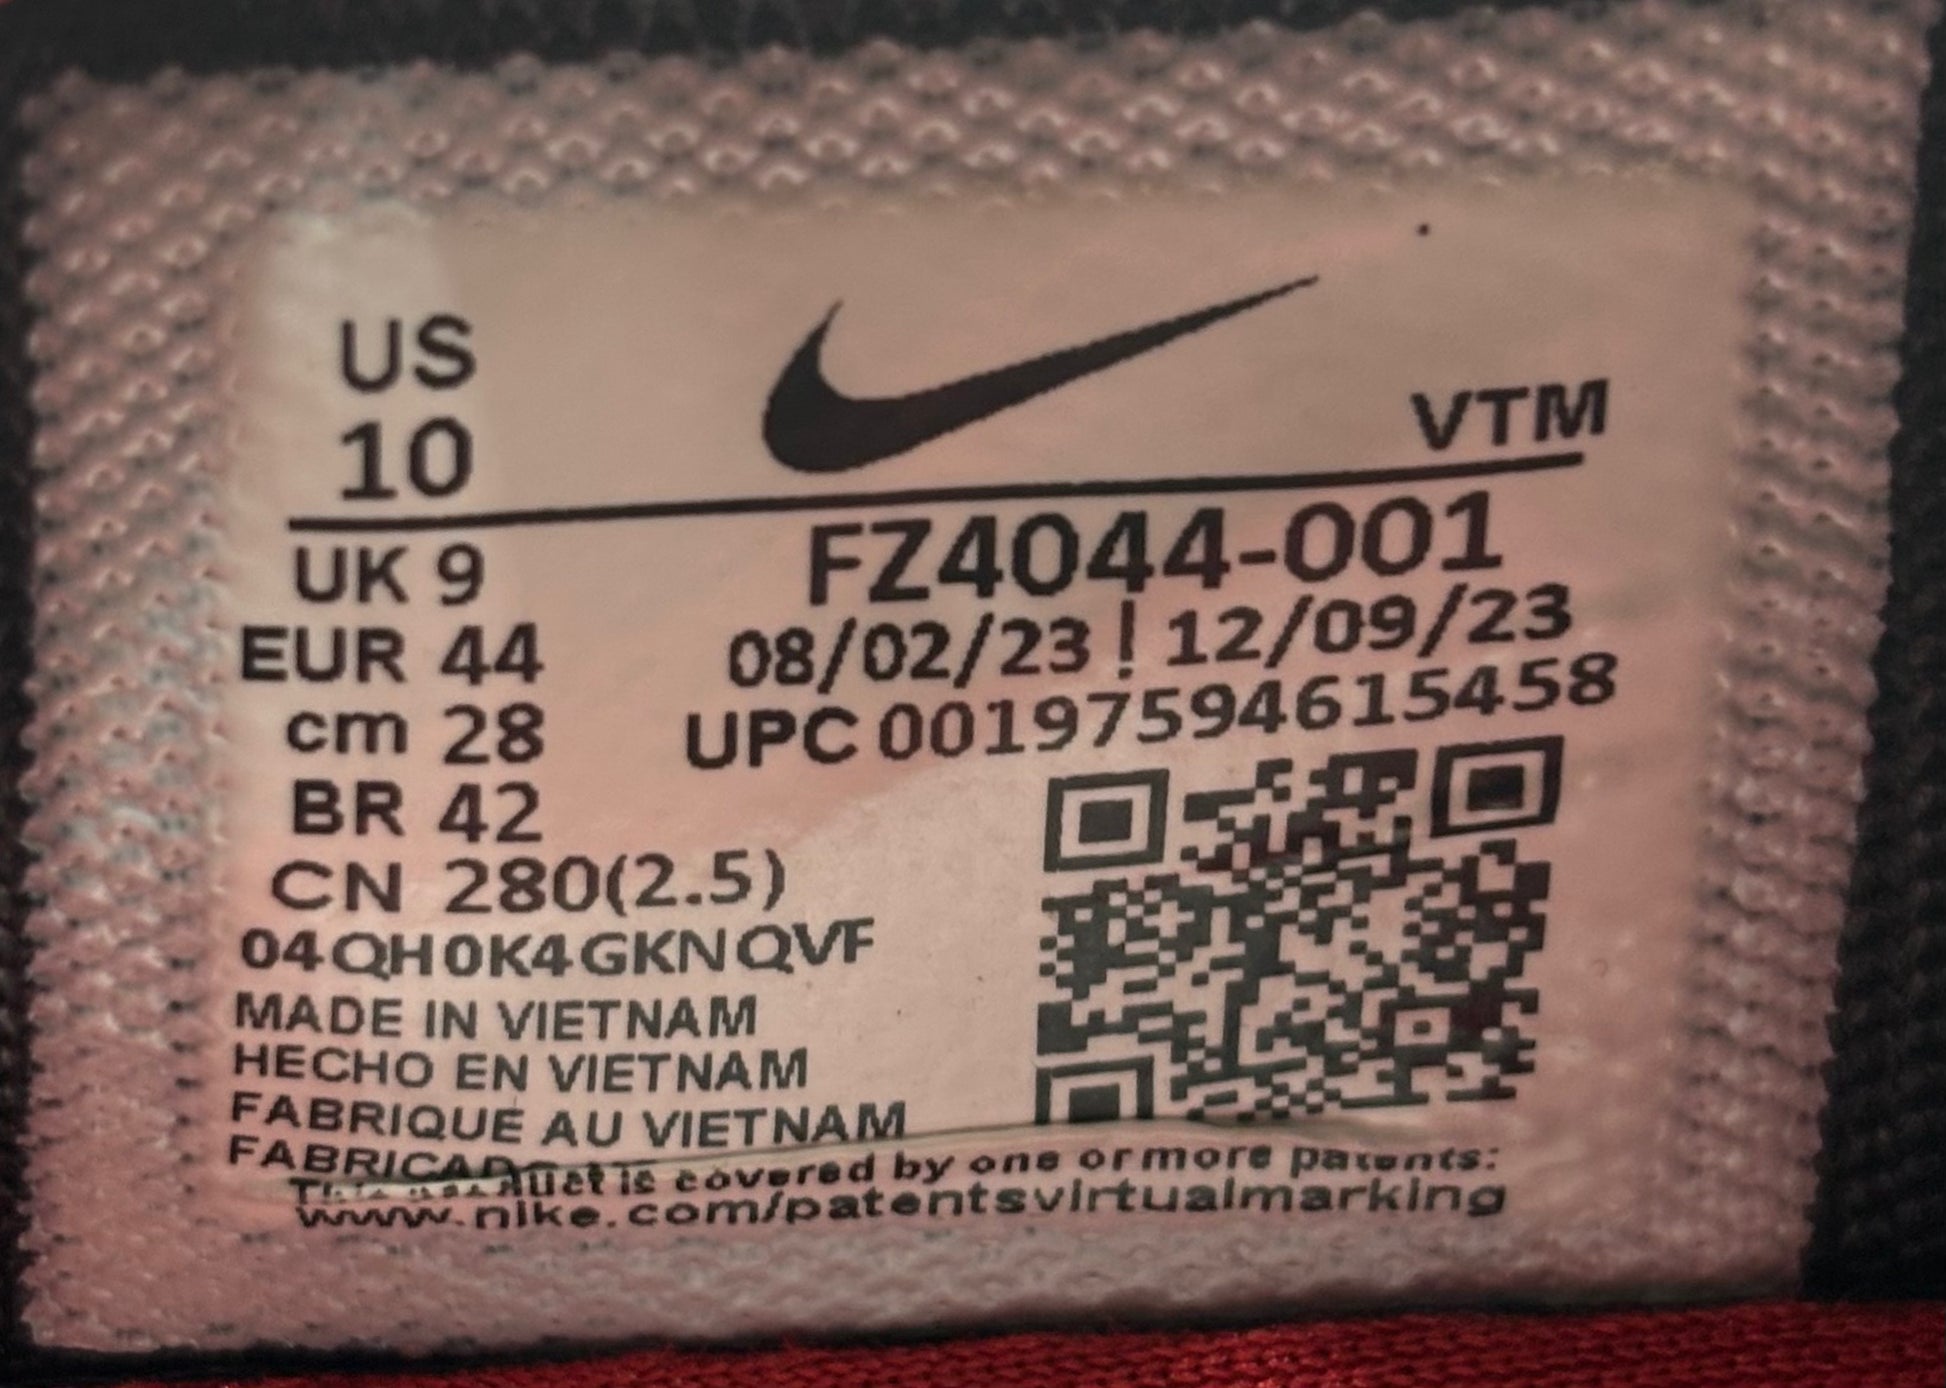 US
10
VTM
UK 9
EUR 44
cm 28
BR 42
CN 280(2.5)
FZ4044-001
08/02/23 | 12/09/23
UPC 00197594615458
04QH0K4GKNQVF
MADE IN VIETNAM
HECHO EN VIETNAM
FABRIQUE AU VIETNAM
is covered by one or more patents:
www.nike.com/patentsvirtualmarking